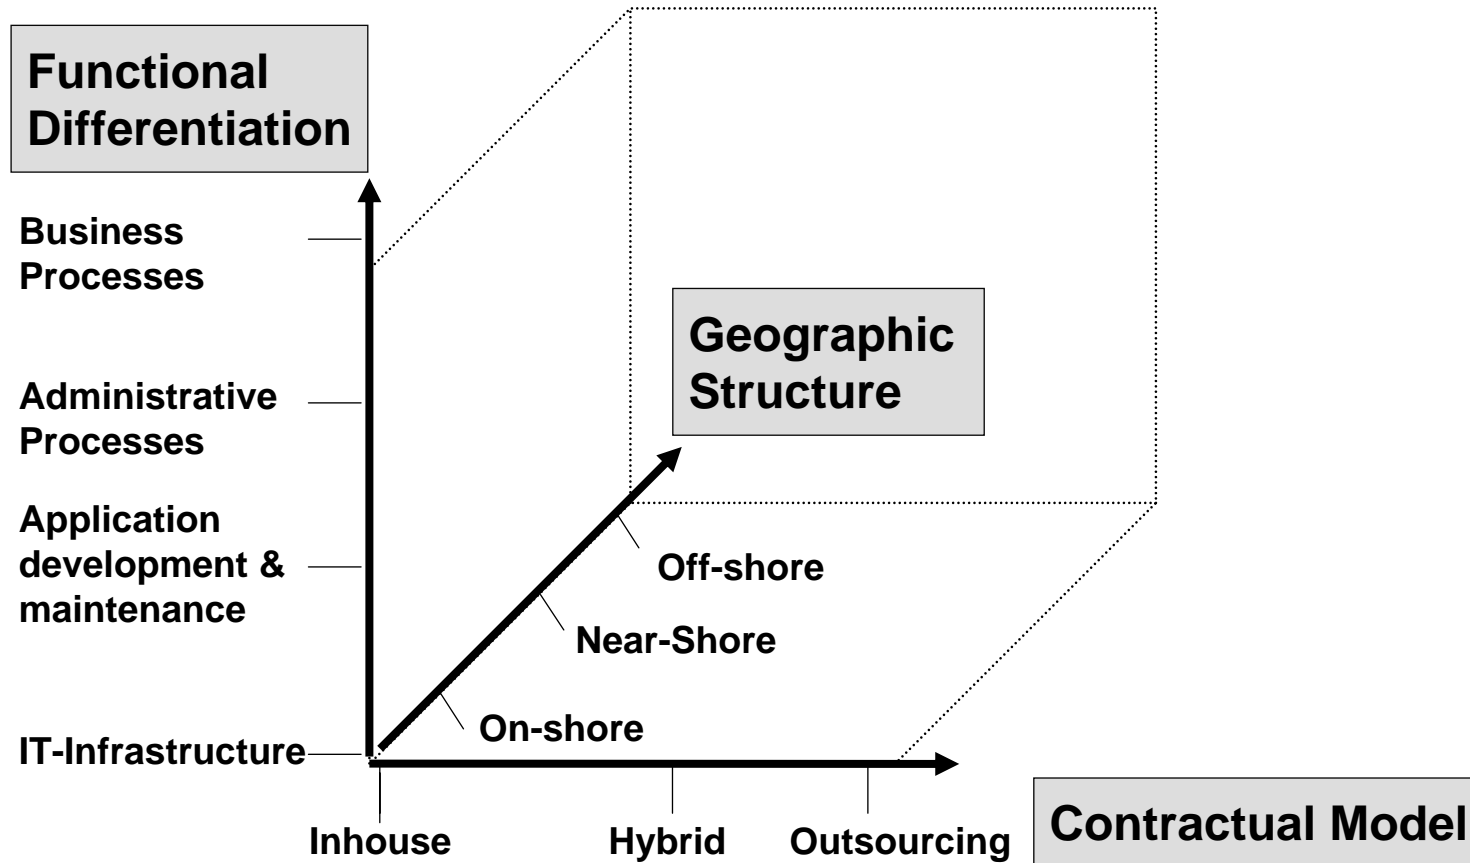 Functional
Differentiation
Business
Processes
Geographic
Structure
Administrative
Processes
Application
development &
maintenance
Off-shore
Near-Shore
On-shore
IT-Infrastructure
Inhouse
Hybrid
Outsourcing
Contractual Model